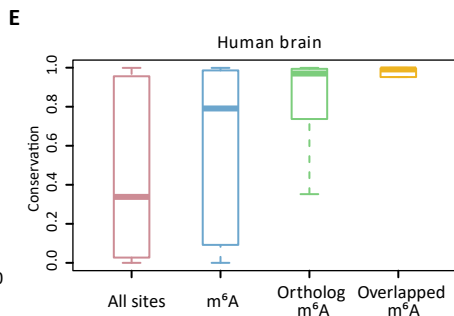 E
Human brain
Conservation
1.0
0.8
0.6
0.4
0.2
0.0
0
All sites
m⁶A
Ortholog
m⁶A
Overlapped
m⁶A